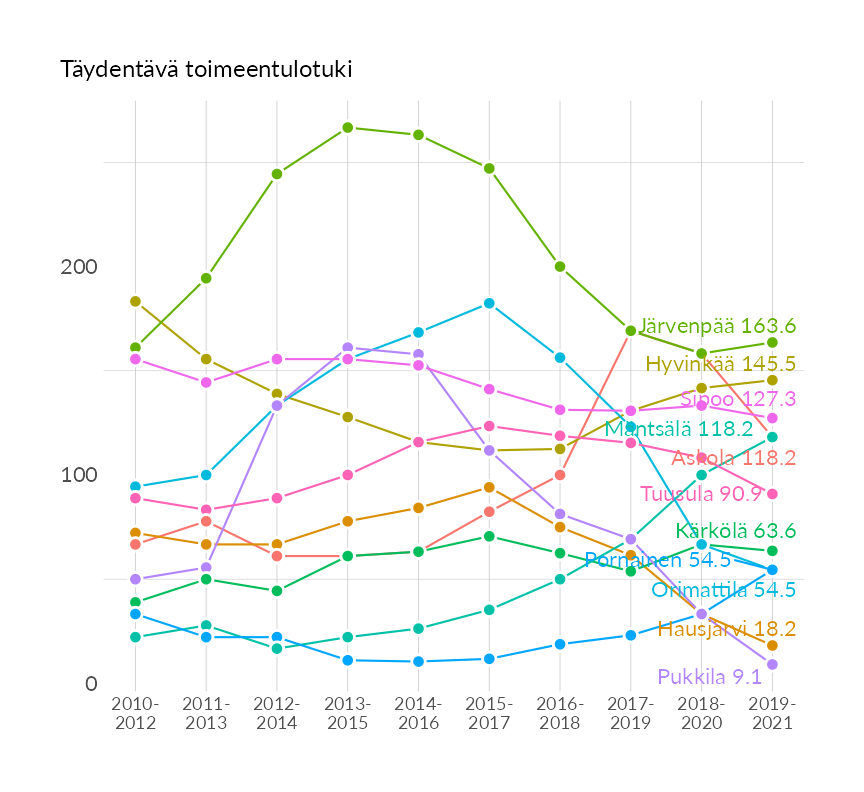 Täydentävä toimeentulotuki
200
100
0
Järvenpää 163.6
Hyvinkää 145.5
Sipoo 127.3
Mäntsälä 118.2
Askola 118.2
Tuusula 90.9
Kärkölä 63.6
Pornainen 54.5
Orimattila 54.5
Hausjärvi 18.2
Pukkila 9.1
2010- 2011- 2012- 2013- 2014- 2015- 2016- 2017- 2018- 2019-
2012 2013 2014 2015 2016 2017 2018 2019 2020 2021